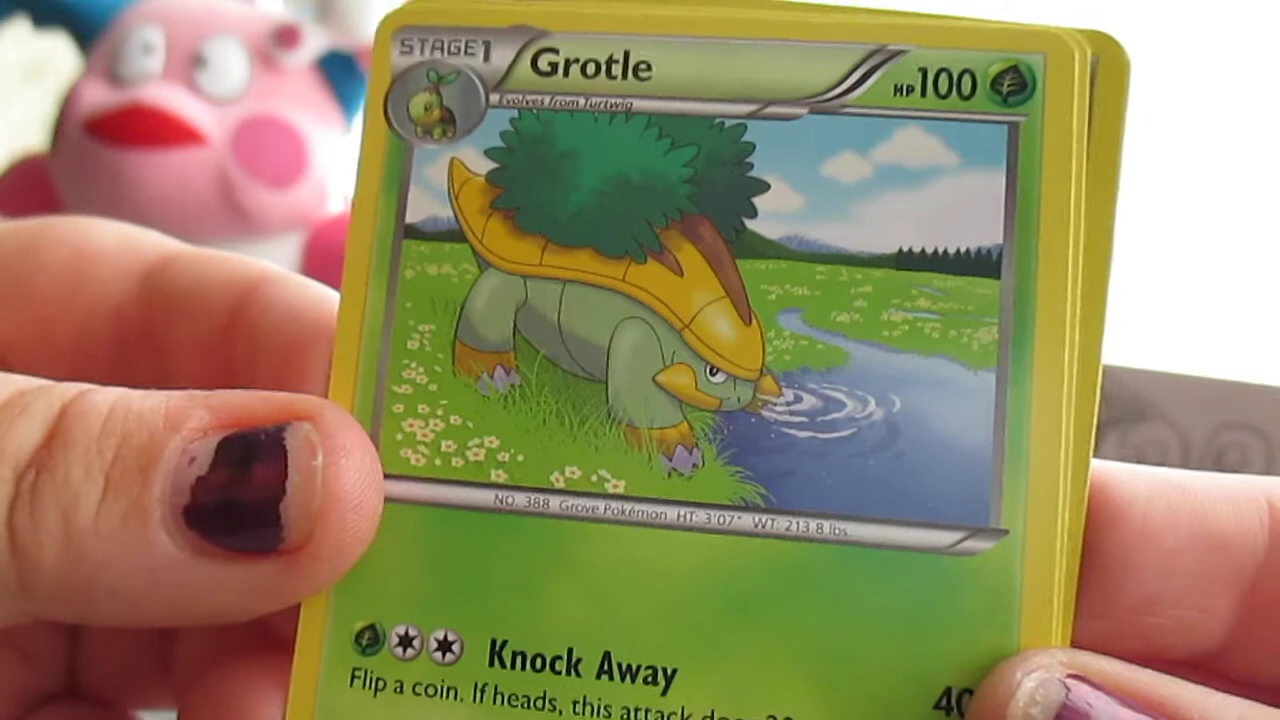 STAGE1 Grotle HP100
Evolves from Turtwig
NO. 388 Grove Pokémon HT: 3'07" WT: 213.8 lbs.
Knock Away 40
Flip a coin. If heads, this attack does